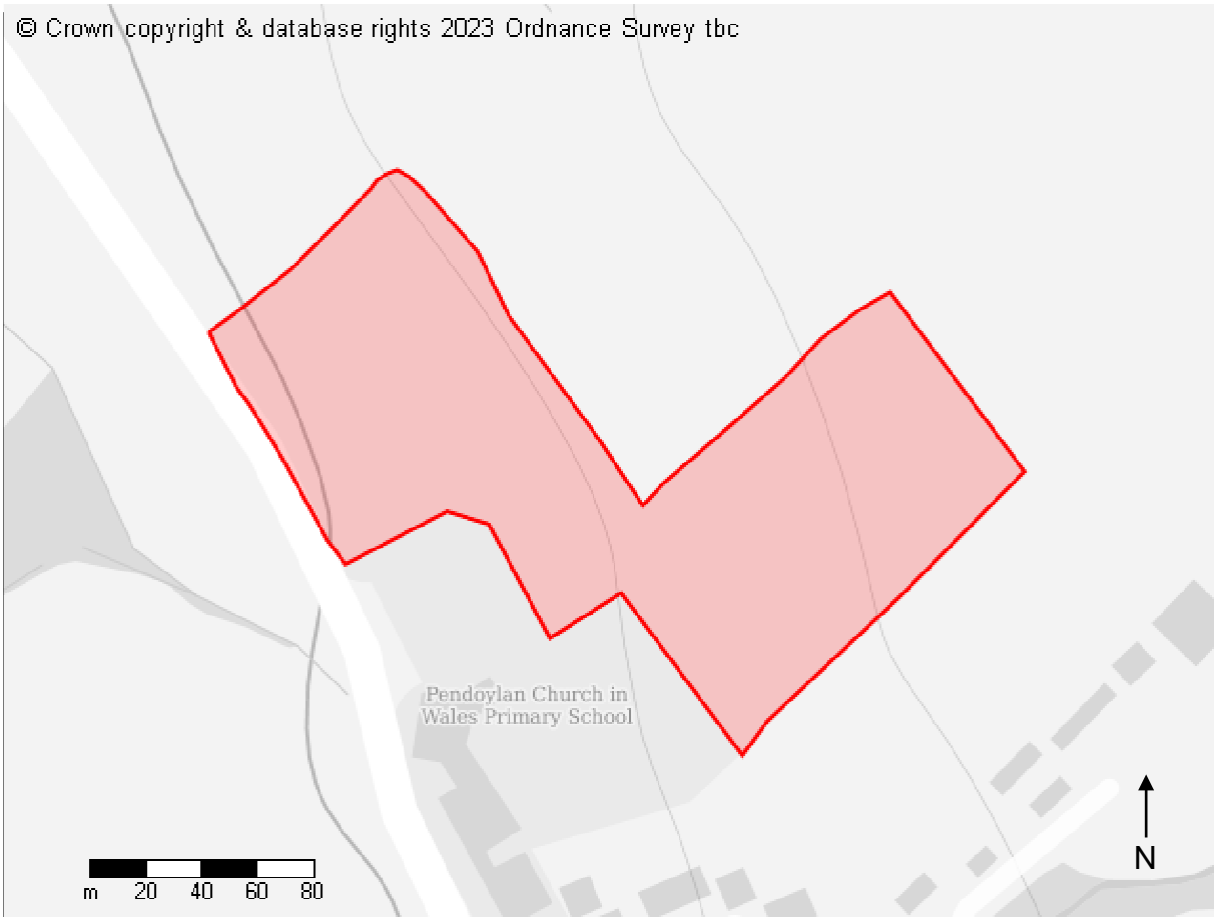 © Crown copyright & database rights 2023 Ordnance Survey tbc
Pendoylan Church in
Wales Primary School
m 20 40 60 80
N